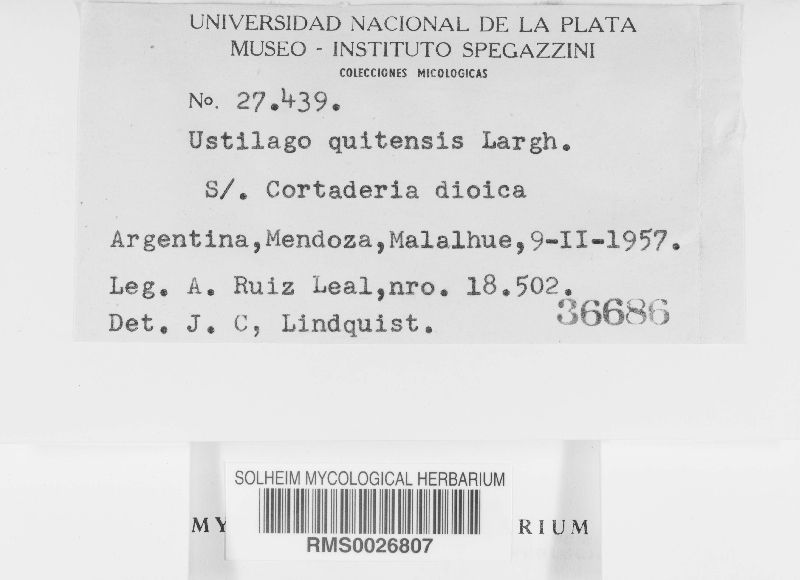 UNIVERSIDAD NACIONAL DE LA PLATA
MUSEO - INSTITUTO SPEGAZZINI
COLECCIONES MICOLOGICAS
No. 27.439.
Ustilago quitensis Largh.
S/. Cortaderia dioica
Argentina,Mendoza,Malalhue,9-II-1957.
Leg. A. Ruiz Leal,nro. 18.502.
36686
Det. J. C, Lindquist.
SOLHEIM MYCOLOGICAL HERBARIUM
MY RIUM
RMS0026807